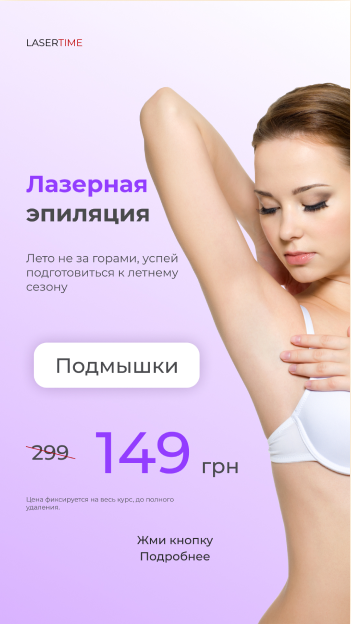 LASERTIME
Лазерная
эпиляция
Лето не за горами, успей
подготовиться к летнему
сезону
Подмышки
299 149 грн
Цена фиксируется на весь курс, до полного
удаления.
Жми кнопку
Подробнее